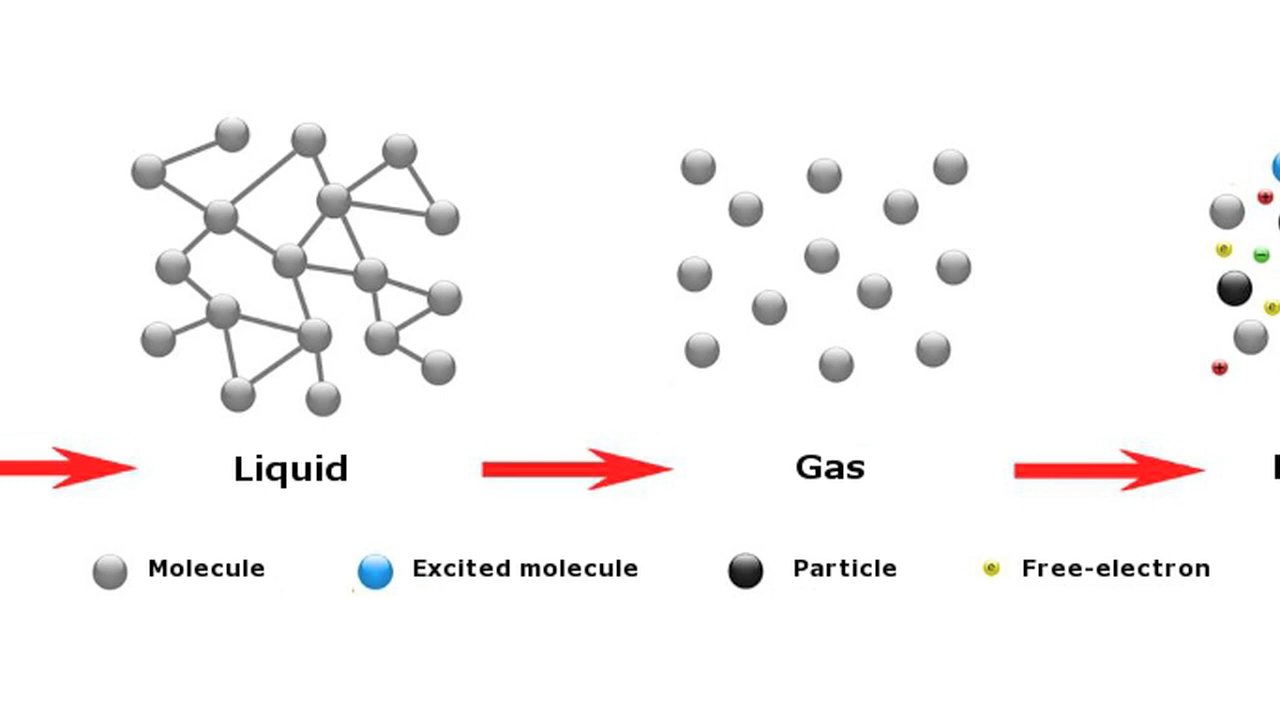 Liquid
Gas
Molecule
Excited molecule
Particle
Free-electron